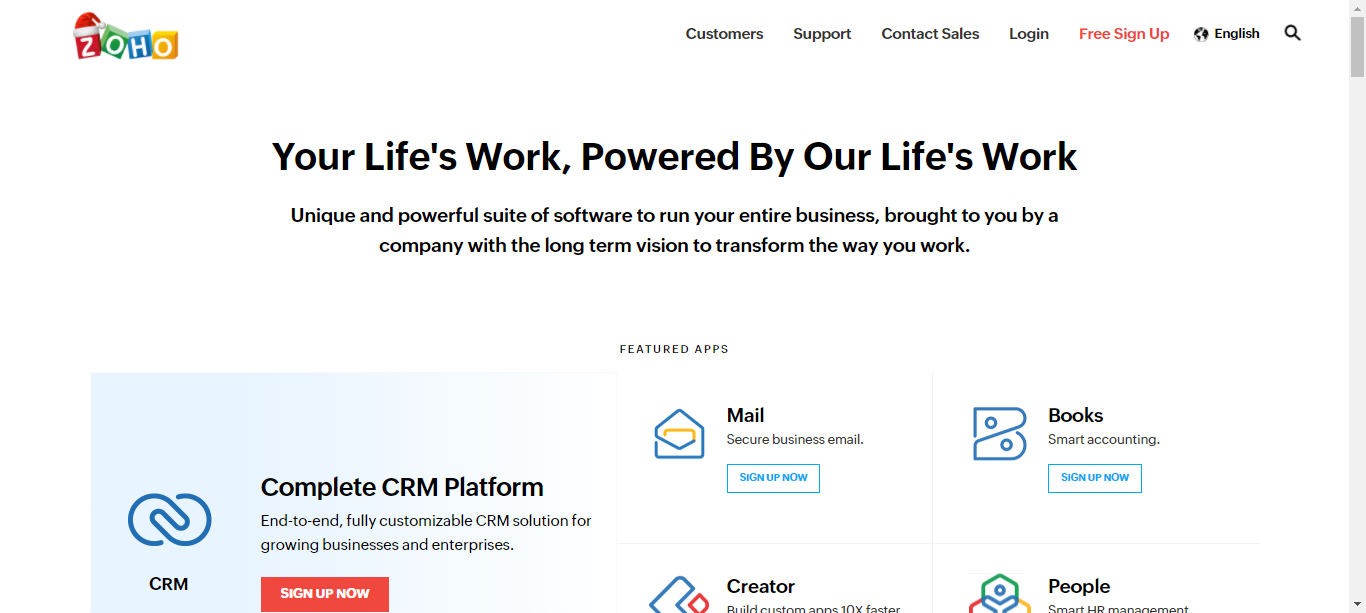 ZOHO
Customers
Support
Contact Sales
Login
Free Sign Up
English
Your Life's Work, Powered By Our Life's Work
Unique and powerful suite of software to run your entire business, brought to you by a
company with the long term vision to transform the way you work.
FEATURED APPS
CRM
Complete CRM Platform
End-to-end, fully customizable CRM solution for
growing businesses and enterprises.
SIGN UP NOW
Mail
Secure business email.
SIGN UP NOW
Books
Smart accounting.
SIGN UP NOW
Creator
Build custom apps 10X faster
People
Smart HR management